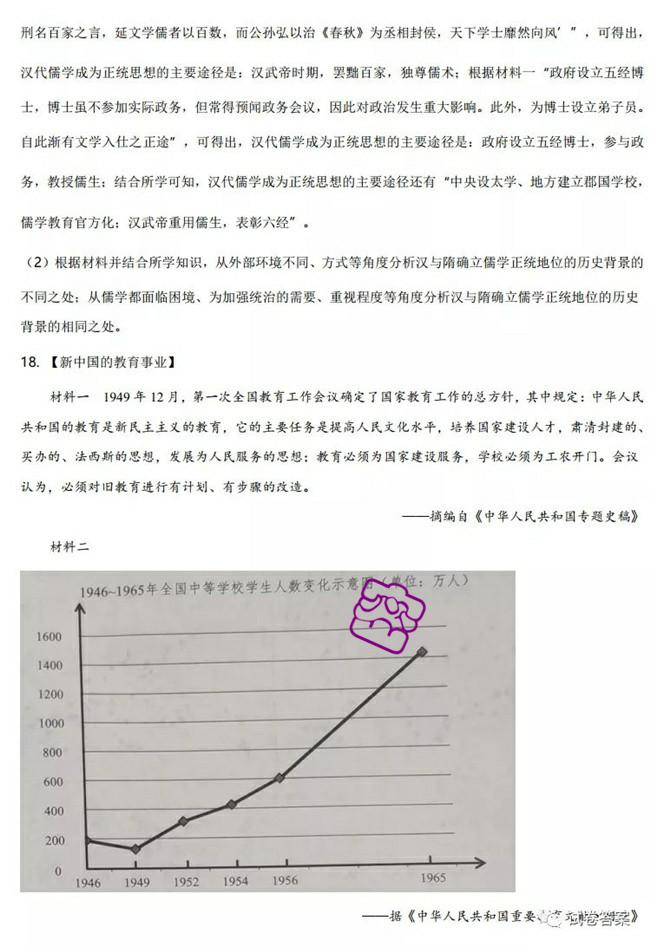 刑名百家之言，延文学儒者以百数，而公孙弘以治《春秋》为丞相封侯，天下学士靡然向风’”，可得出，
汉代儒学成为正统思想的主要途径是：汉武帝时期，罢黜百家，独尊儒术；根据材料一“政府设立五经博
士，博士虽不参加实际政务，但常得预闻政务会议，因此对政治发生重大影响。此外，为博士设立弟子员。
自此渐有文学入仕之正途”，可得出，汉代儒学成为正统思想的主要途径是：政府设立五经博士，参与政
务，教授儒生；结合所学可知，汉代儒学成为正统思想的主要途径还有“中央设太学、地方建立郡国学校，
儒学教育官方化；汉武帝重用儒生，表彰六经”。
（2）根据材料并结合所学知识，从外部环境不同、方式等角度分析汉与隋确立儒学正统地位的历史背景的
不同之处；从儒学都面临困境、为加强统治的需要、重视程度等角度分析汉与隋确立儒学正统地位的历史
背景的相同之处。
18. 【新中国的教育事业】
材料一 1949 年 12 月，第一次全国教育工作会议确定了国家教育工作的总方针，其中规定：中华人民
共和国的教育是新民主主义的教育，它的主要任务是提高人民文化水平，培养国家建设人才，肃清封建的、
买办的、法西斯的思想，发展为人民服务的思想；教育必须为国家建设服务，学校必须为工农开门。会议
认为，必须对旧教育进行有计划、有步骤的改造。
——摘编自《中华人民共和国专题史稿》
材料二
1946~1965年全国中等学校学生人数变化示意图（单位：万人）
1600
1400
1200
1000
800
600
400
200
0
1946 1949 1952 1954 1956 1965
——据《中华人民共和国重要
试卷答案